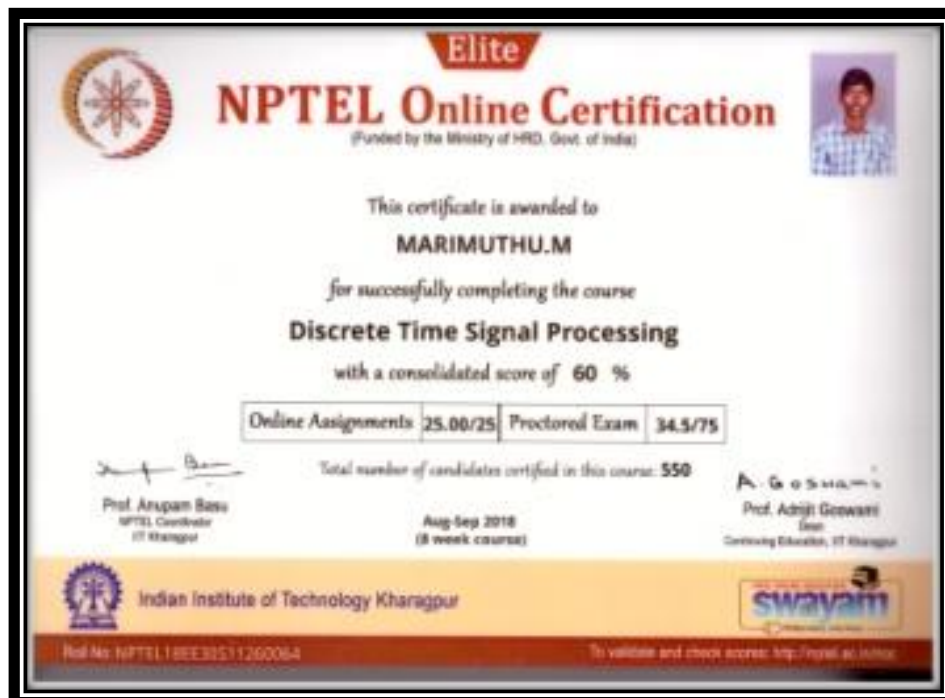 Elite
NPTEL Online Certification
(Funded by the Ministry of HRD, Govt. of India)
This certificate is awarded to
MARIMUTHU.M
for successfully completing the course
Discrete Time Signal Processing
with a consolidated score of 60 %
Online Assignments 25.00/25 Proctored Exam 34.5/75
Total number of candidates certified in this course: 550
A. Goswami
Prof. Anupam Basu
NPTEL Coordinator
IIT Kharagpur
Aug-Sep 2018
(8 week course)
Prof. Adrijit Goswami
Dean
Continuing Education, IIT Kharagpur
Indian Institute of Technology Kharagpur
swayam
Roll No: NPTEL18EE30S11260064
To validate and check scores: http://nptel.ac.in/noc